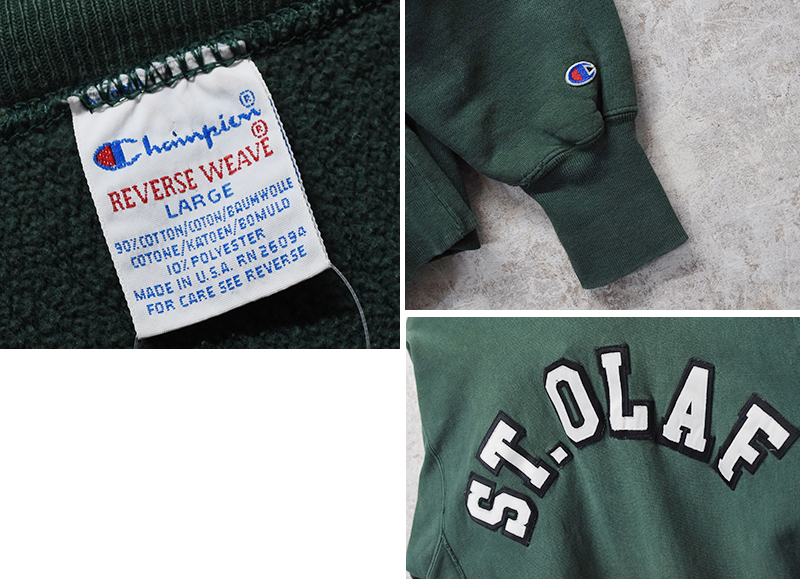 Champion®
REVERSE WEAVE®
LARGE
90% COTTON/COTON/BAUMWOLLE
COTONE/KATOEN/BOMULD
10% POLYESTER
MADE IN U.S.A. RN 26094
FOR CARE SEE REVERSE
ST. OLAF